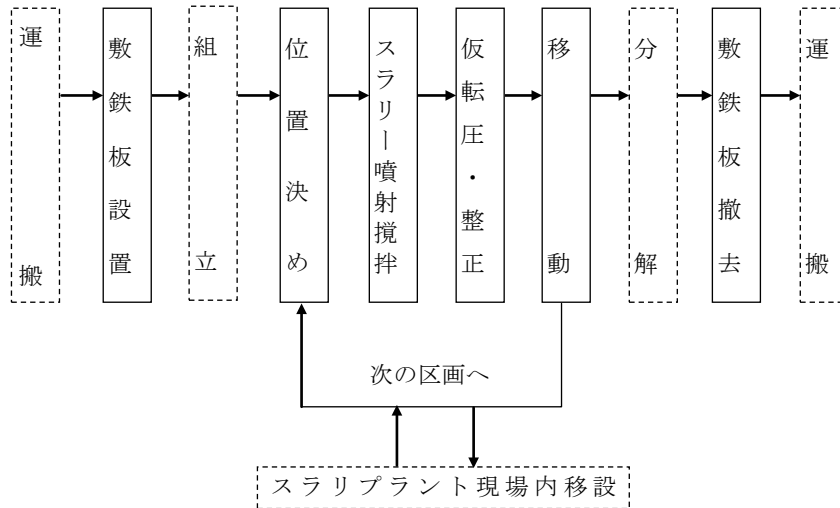 運搬
敷鉄板設置
組立
位置決め
スラリー噴射撹拌
仮転圧・整正
移動
分解
敷鉄板撤去
運搬
次の区画へ
スラリプラント現場内移設